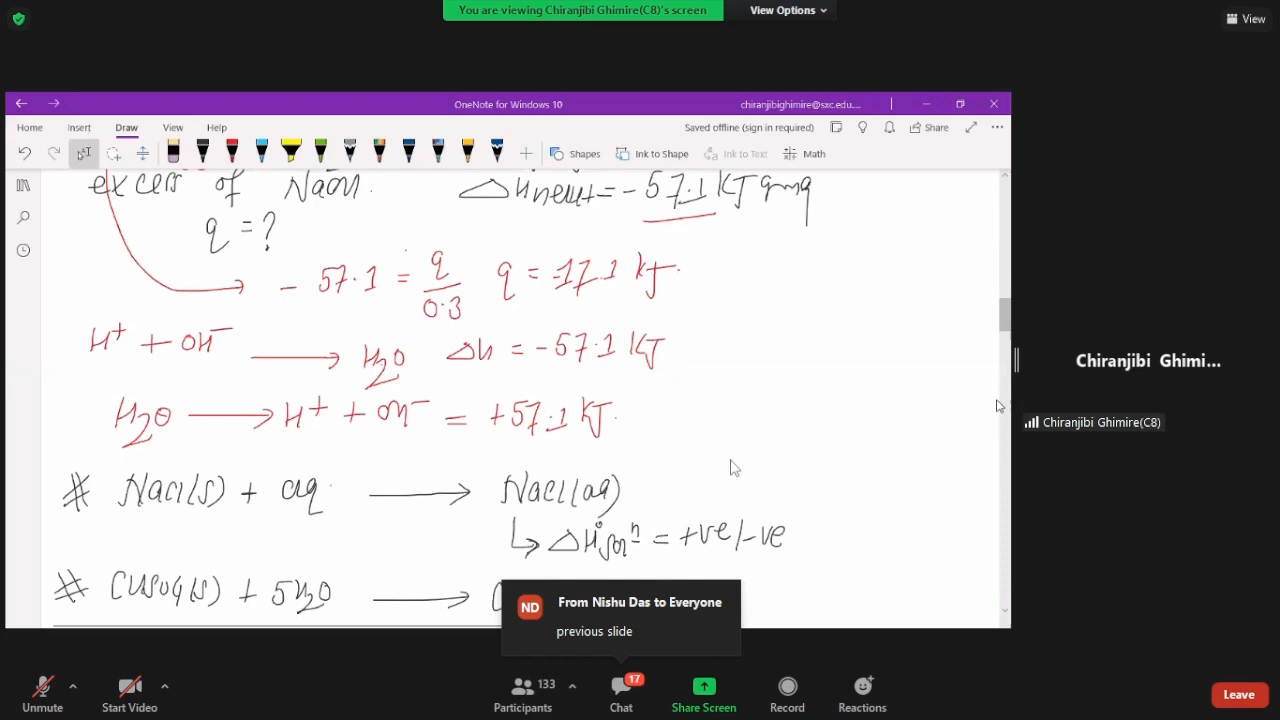 You are viewing Chiranjibi Ghimire(C8)'s screen
View Options
View
OneNote for Windows 10
chiranjibighimire@sxc.edu....
Home Insert Draw View Help
Saved offline (sign in required)
Share
Shapes
Ink to Shape
Ink to Text
Math
excess of NaOH.
ΔH°neut = - 57.1 KJ
q = ?
- 57.1 = q/0.3 q = -17.1 kJ.
H⁺ + OH⁻ → H2O ΔH = -57.1 KJ
H2O → H⁺ + OH⁻ = +57.1 KJ.
# NaCl(s) + aq → NaCl(aq)
↳ ΔH°solⁿ = +ve/-ve
# CuSO4(s) + 5H2O →
Chiranjibi Ghimi...
Chiranjibi Ghimire(C8)
ND
From Nishu Das to Everyone
previous slide
Unmute
Start Video
133
Participants
17
Chat
Share Screen
Record
Reactions
Leave